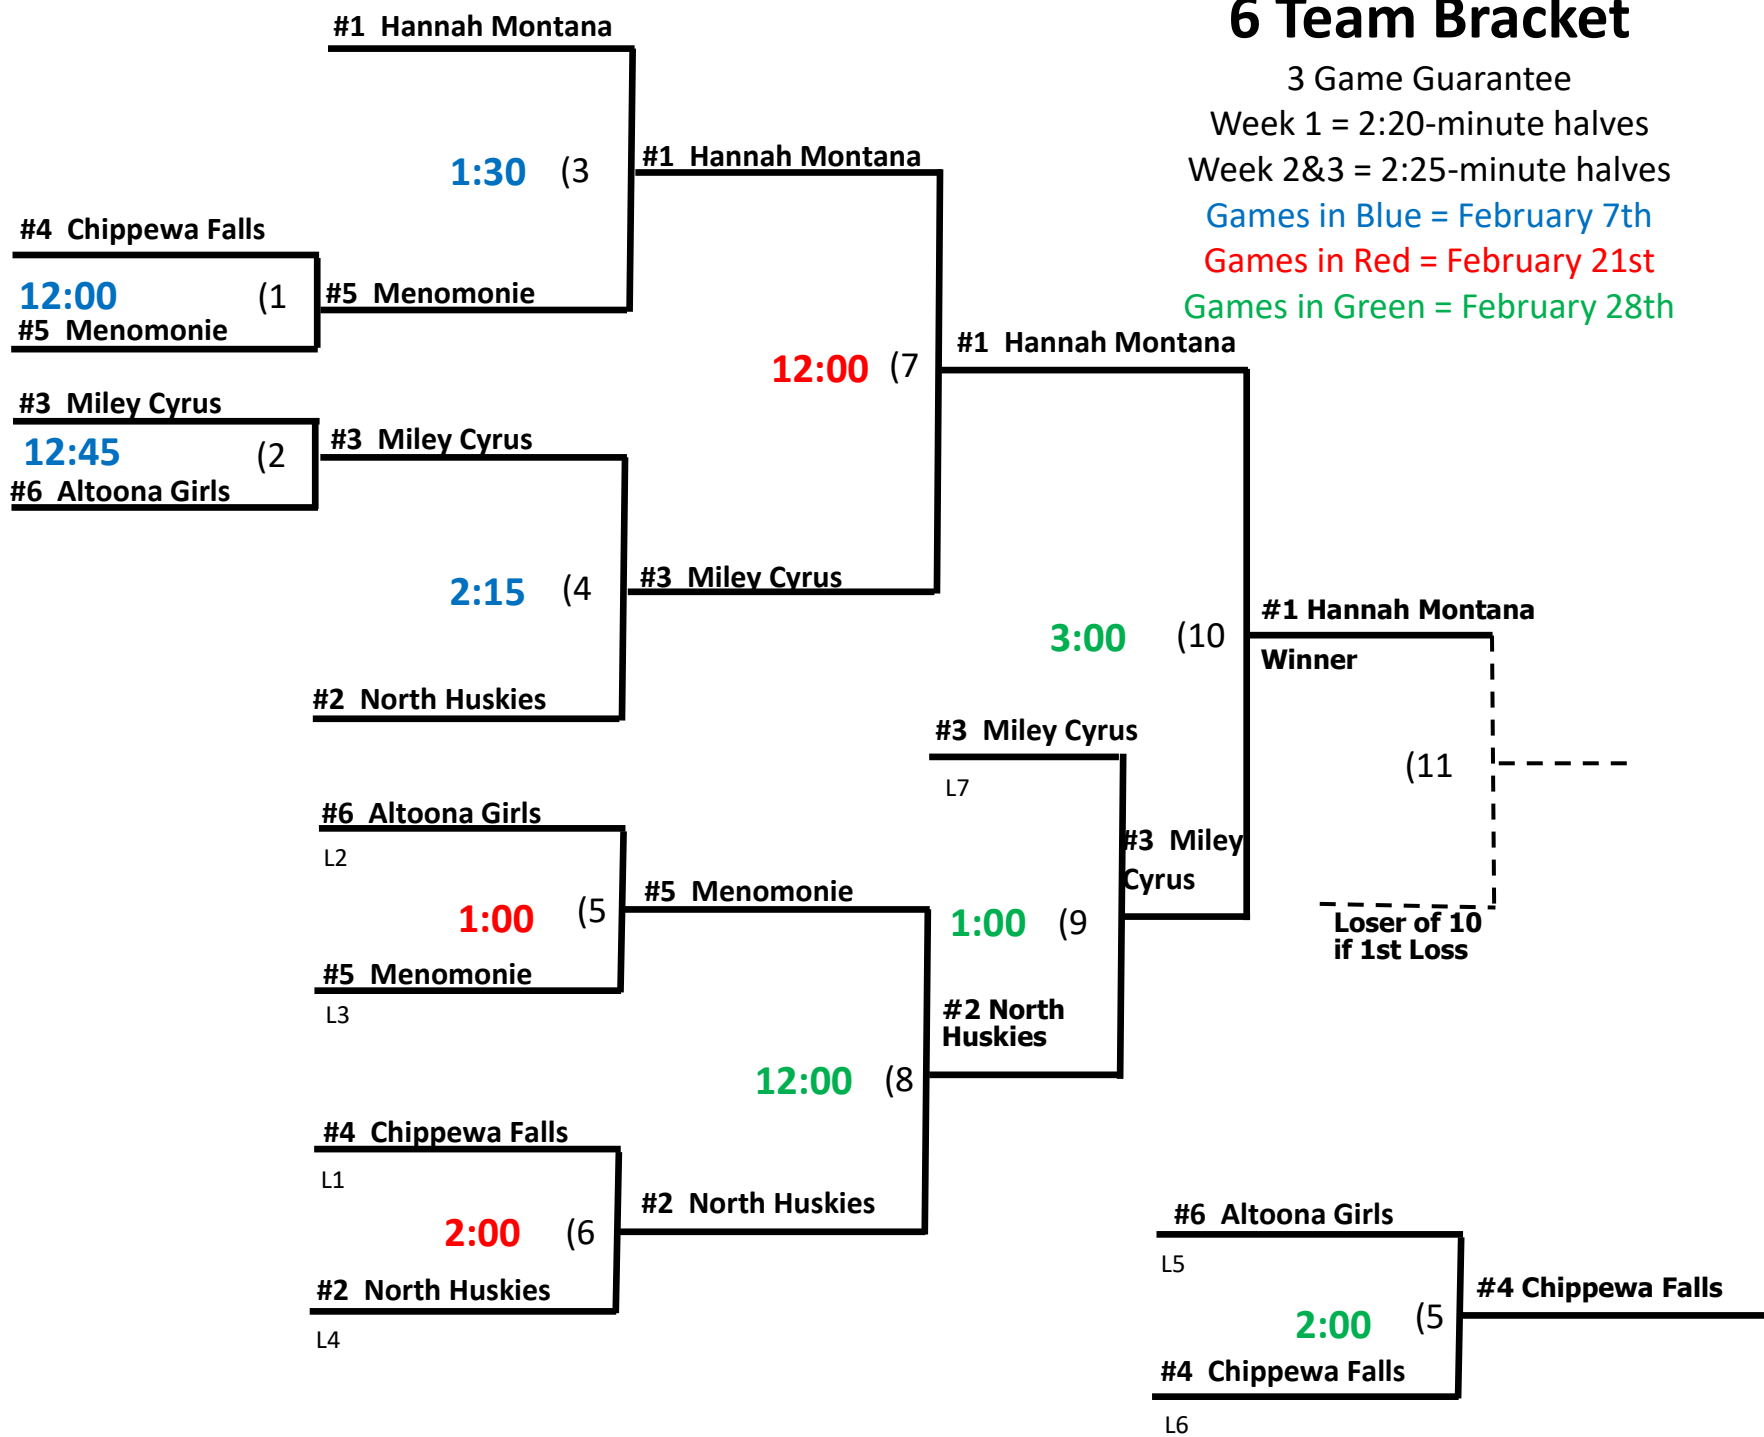 6 Team Bracket
3 Game Guarantee
Week 1 = 2:20-minute halves
Week 2&3 = 2:25-minute halves
Games in Blue = February 7th
Games in Red = February 21st
Games in Green = February 28th
#1 Hannah Montana
1:30 (3
#1 Hannah Montana
#4 Chippewa Falls
12:00 (1
#5 Menomonie
#5 Menomonie
#1 Hannah Montana
12:00 (7
#3 Miley Cyrus
12:45 (2
#3 Miley Cyrus
#6 Altoona Girls
2:15 (4
#3 Miley Cyrus
#2 North Huskies
3:00 (10
#1 Hannah Montana
Winner
(11
#3 Miley Cyrus
L7
#6 Altoona Girls
L2
1:00 (5
#5 Menomonie
#5 Menomonie
L3
#3 Miley
Cyrus
1:00 (9
Loser of 10
if 1st Loss
#2 North
Huskies
12:00 (8
#4 Chippewa Falls
L1
2:00 (6
#2 North Huskies
#2 North Huskies
L4
#6 Altoona Girls
L5
2:00 (5
#4 Chippewa Falls
#4 Chippewa Falls
L6